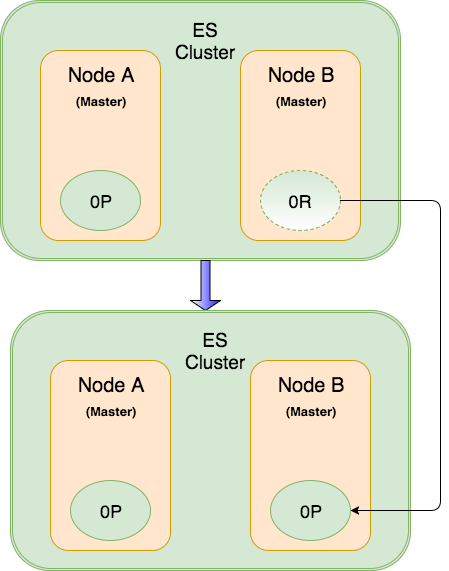 ES
Cluster
Node A
(Master)
0P
Node B
(Master)
0R
ES
Cluster
Node A
(Master)
0P
Node B
(Master)
0P